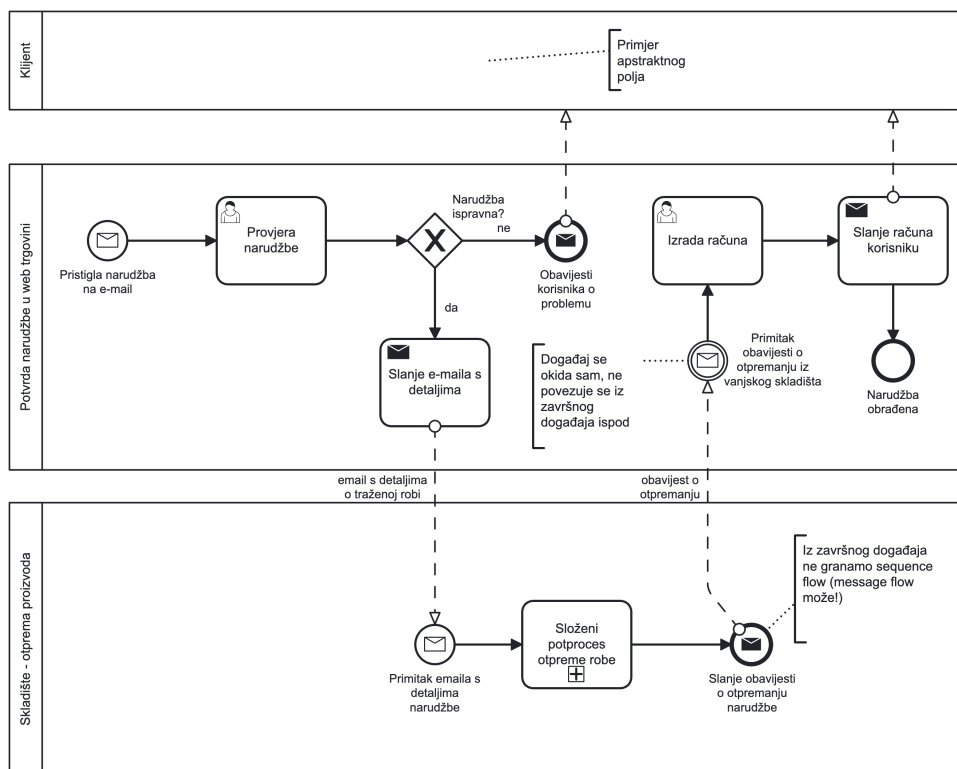 Klijent
Primjer
apstraktnog
polja
Potvrda narudžbe u web trgovini
Pristigla narudžba
na e-mail
Provjera
narudžbe
Narudžba
ispravna?
ne
da
Obavijesti
korisnika o
problemu
Izrada računa
Slanje računa
korisniku
Slanje e-maila s
detaljima
Događaj se
okida sam, ne
povezuje se iz
završnog
događaja ispod
Primitak
obavijesti o
otpremanju iz
vanjskog skladišta
Narudžba
obrađena
email s detaljima
o traženoj robi
obavijest o
otpremanju
Skladište - otprema proizvoda
Primitak emaila s
detaljima
narudžbe
Složeni
potproces
otpreme robe
Slanje obavijesti
o otpremanju
narudžbe
Iz završnog događaja
ne granamo sequence
flow (message flow
može!)